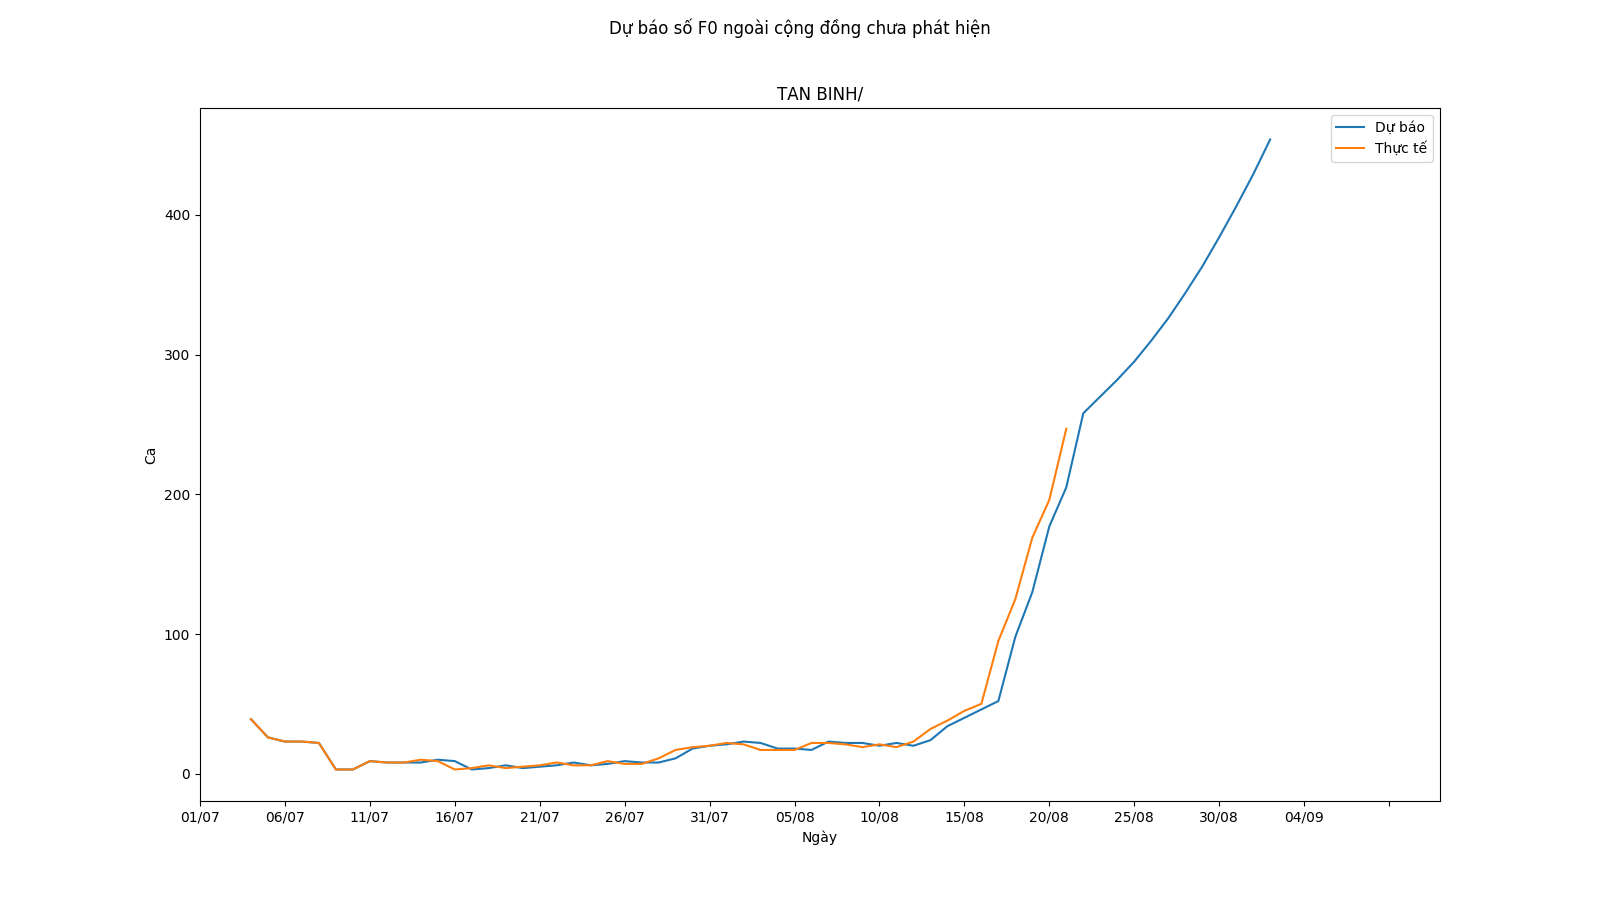 Dự báo số F0 ngoài cộng đồng chưa phát hiện
TAN BINH/
Dự báo
Thực tế
400
300
200
100
0
Ca
01/07 06/07 11/07 16/07 21/07 26/07 31/07 05/08 10/08 15/08 20/08 25/08 30/08 04/09
Ngày